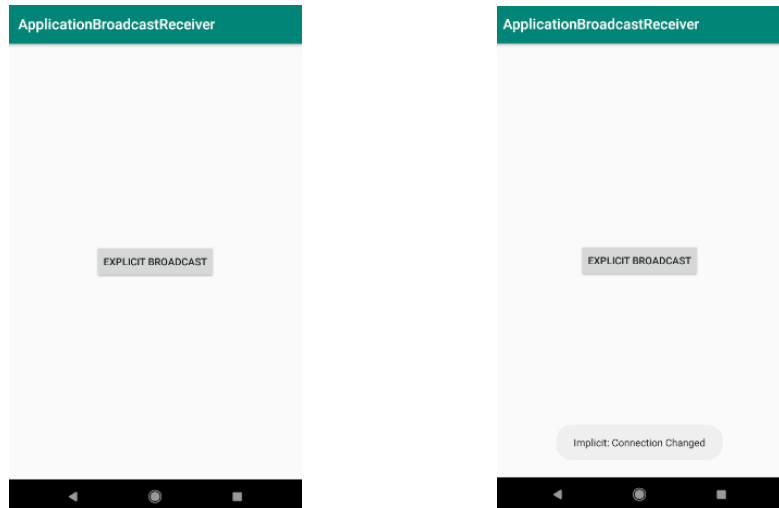 ApplicationBroadcastReceiver
EXPLICIT BROADCAST
ApplicationBroadcastReceiver
EXPLICIT BROADCAST
Implicit: Connection Changed